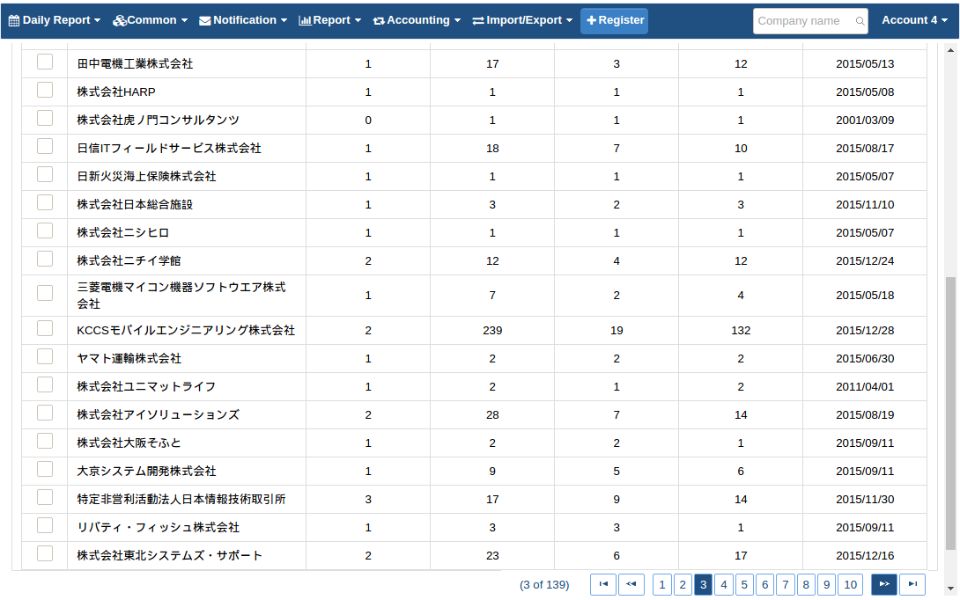 Daily Report Common Notification Report Accounting Import/Export Register Company name Account 4
田中電機工業株式会社 1 17 3 12 2015/05/13
株式会社HARP 1 1 1 1 2015/05/08
株式会社虎ノ門コンサルタンツ 0 1 1 1 2001/03/09
日信ITフィールドサービス株式会社 1 18 7 10 2015/08/17
日新火災海上保険株式会社 1 1 1 1 2015/05/07
株式会社日本総合施設 1 3 2 3 2015/11/10
株式会社ニシヒロ 1 1 1 1 2015/05/07
株式会社ニチイ学館 2 12 4 12 2015/12/24
三菱電機マイコン機器ソフトウエア株式
会社 1 7 2 4 2015/05/18
KCCSモバイルエンジニアリング株式会社 2 239 19 132 2015/12/28
ヤマト運輸株式会社 1 2 2 2 2015/06/30
株式会社ユニマットライフ 1 2 1 2 2011/04/01
株式会社アイソリューションズ 2 28 7 14 2015/08/19
株式会社大阪そふと 1 2 2 1 2015/09/11
大京システム開発株式会社 1 9 5 6 2015/09/11
特定非営利活動法人日本情報技術取引所 3 17 9 14 2015/11/30
リバティ・フィッシュ株式会社 1 3 3 1 2015/09/11
株式会社東北システムズ・サポート 2 23 6 17 2015/12/16
(3 of 139) 1 2 3 4 5 6 7 8 9 10